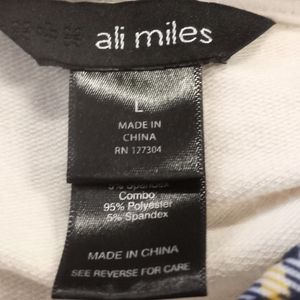 ali miles
L
MADE IN
CHINA
RN 177304
5% Spandex
Combo
95% Polyester
5% Spandex
MADE IN CHINA
SEE REVERSE FOR CARE